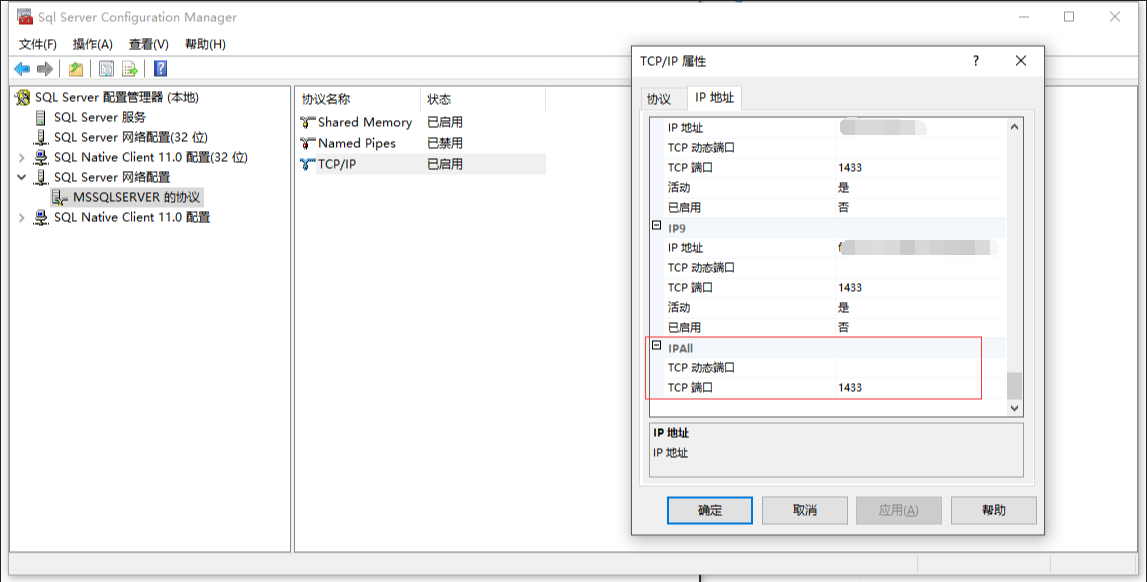 Sql Server Configuration Manager
文件(F) 操作(A) 查看(V) 帮助(H)
SQL Server 配置管理器 (本地)
SQL Server 服务
SQL Server 网络配置(32 位)
SQL Native Client 11.0 配置(32 位)
SQL Server 网络配置
MSSQLSERVER 的协议
SQL Native Client 11.0 配置
协议名称 状态
Shared Memory 已启用
Named Pipes 已禁用
TCP/IP 已启用
TCP/IP 属性
协议 IP 地址
IP 地址
TCP 动态端口
TCP 端口 1433
活动 是
已启用 否
IP9
IP 地址
TCP 动态端口
TCP 端口 1433
活动 是
已启用 否
IPAll
TCP 动态端口
TCP 端口 1433
IP 地址
IP 地址
确定 取消 应用(A) 帮助